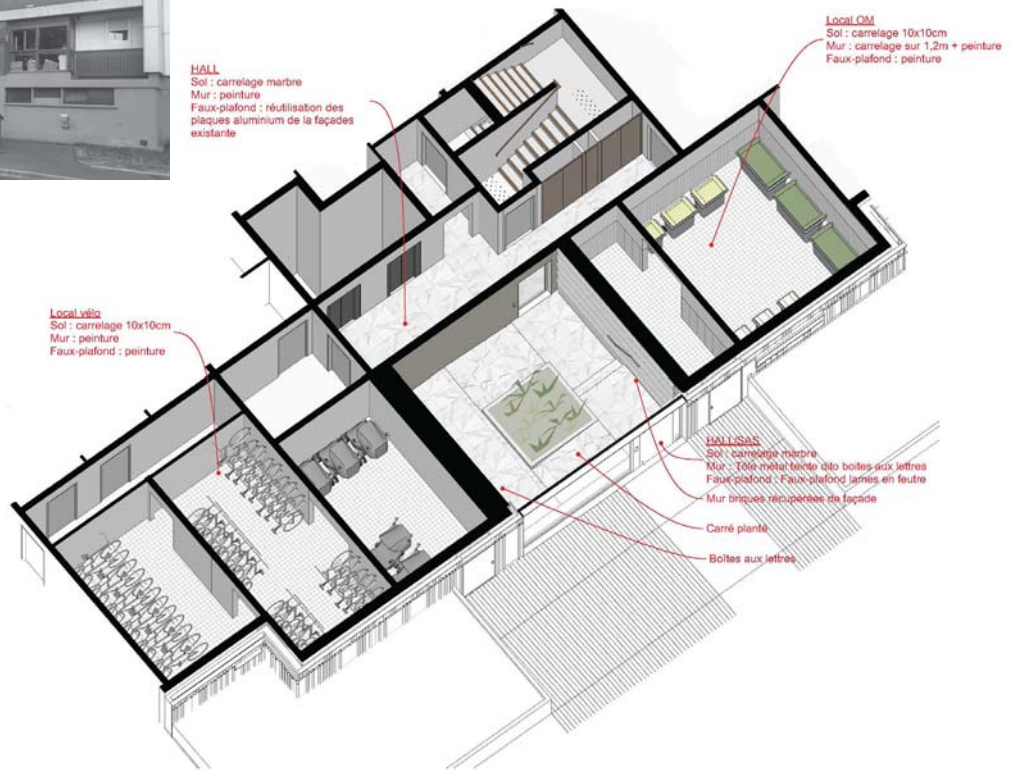 HALL
Sol : carrelage marbre
Mur : peinture
Faux-plafond : réutilisation des
plaques aluminium de la façades
existante
Local OM
Sol : carrelage 10x10cm
Mur : carrelage sur 1,2m + peinture
Faux-plafond : peinture
Local vélo
Sol : carrelage 10x10cm
Mur : peinture
Faux-plafond : peinture
HALL/SAS
Sol : carrelage marbre
Mur : Tôle métal teinte dito boites aux lettres
Faux-plafond : Faux-plafond lames en feutre
Mur briques récupérées de façade
Carré planté
Boîtes aux lettres